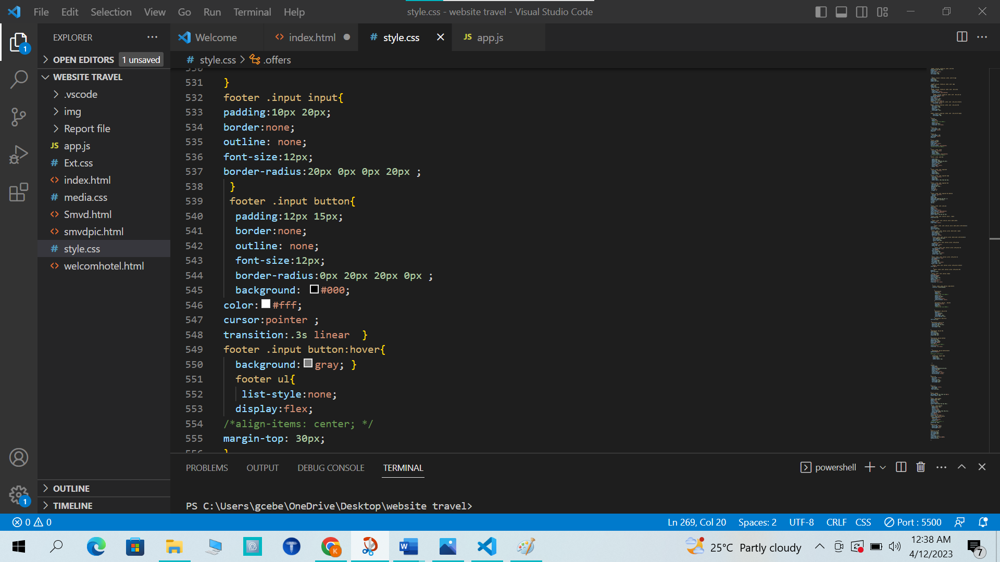 File Edit Selection View Go Run Terminal Help
style.css - website travel - Visual Studio Code
EXPLORER
OPEN EDITORS 1 unsaved
WEBSITE TRAVEL
.vscode
img
Report file
JS app.js
# Ext.css
<> index.html
# media.css
<> Smvd.html
<> smvdpic.html
# style.css
<> welcomhotel.html
OUTLINE
TIMELINE
1
1
Welcome
<> index.html
# style.css
JS app.js
# style.css > .offers
531 }
532 footer .input input{
533 padding:10px 20px;
534 border:none;
535 outline: none;
536 font-size:12px;
537 border-radius:20px 0px 0px 20px ;
538 }
539 footer .input button{
540 padding:12px 15px;
541 border:none;
542 outline: none;
543 font-size:12px;
544 border-radius:0px 20px 20px 0px ;
545 background: #000;
546 color: #fff;
547 cursor:pointer ;
548 transition:.3s linear  }
549 footer .input button:hover{
550 background: gray; }
551 footer ul{
552 list-style:none;
553 display:flex;
554 /*align-items: center; */
555 margin-top: 30px;
PROBLEMS OUTPUT DEBUG CONSOLE TERMINAL
powershell
PS C:\Users\gcebe\OneDrive\Desktop\website travel>
0 0
Ln 269, Col 20 Spaces: 2 UTF-8 CRLF CSS Port : 5500
25°C Partly cloudy
12:38 AM
4/12/2023
7